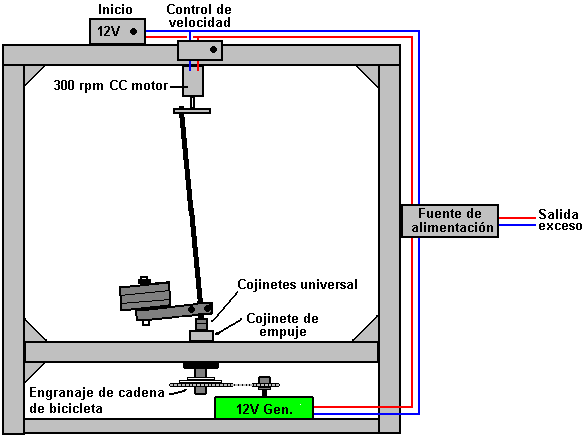 Inicio
12V
Control de
velocidad
300 rpm CC motor
Fuente de
alimentación
Salida
exceso
Cojinetes universal
Cojinete de
empuje
Engranaje de cadena
de bicicleta
12V Gen.